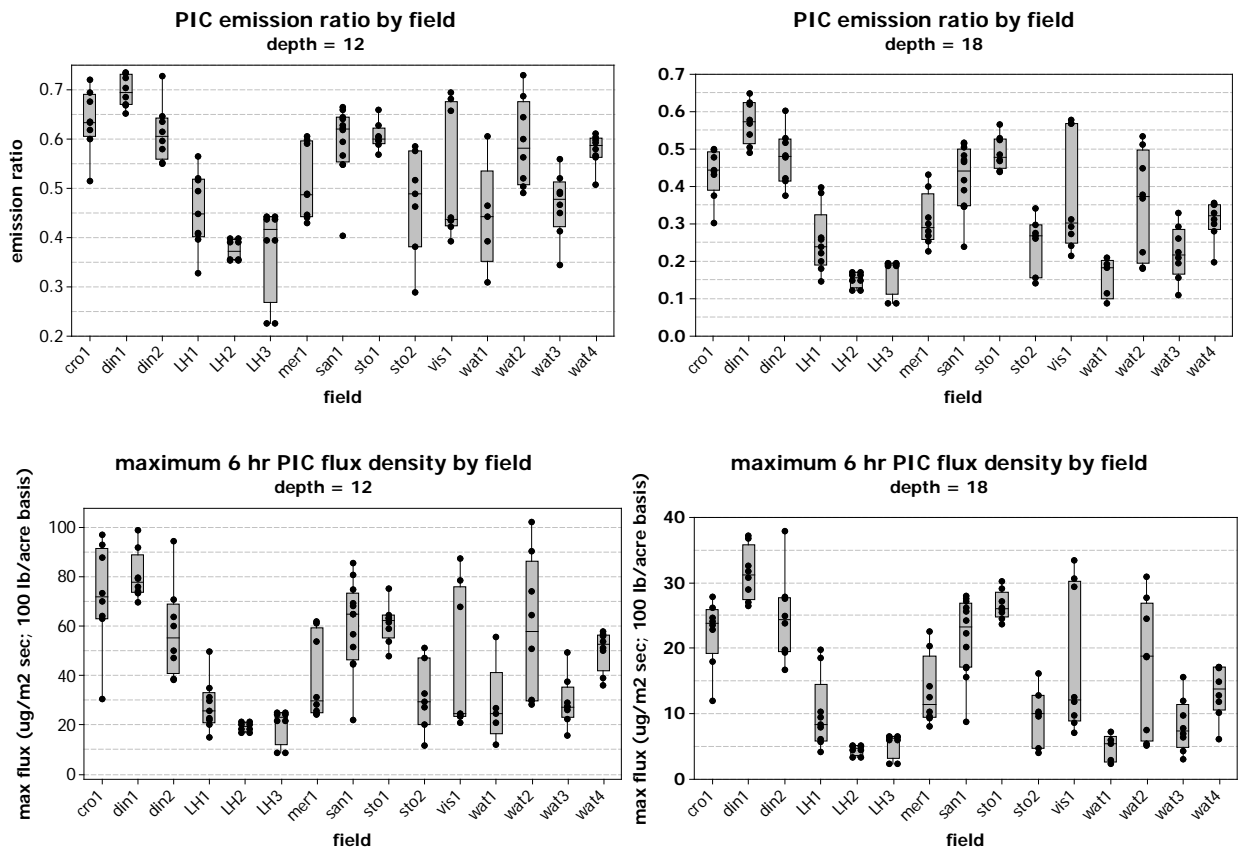 PIC emission ratio by field
depth = 12
emission ratio
0.7
0.6
0.5
0.4
0.3
0.2
cro1 din1 din2 LH1 LH2 LH3 mer1 san1 sto1 sto2 vis1 wat1 wat2 wat3 wat4
field
PIC emission ratio by field
depth = 18
0.7
0.6
0.5
0.4
0.3
0.2
0.1
0.0
cro1 din1 din2 LH1 LH2 LH3 mer1 san1 sto1 sto2 vis1 wat1 wat2 wat3 wat4
field
maximum 6 hr PIC flux density by field
depth = 12
max flux (ug/m2 sec; 100 lb/acre basis)
100
80
60
40
20
0
cro1 din1 din2 LH1 LH2 LH3 mer1 san1 sto1 sto2 vis1 wat1 wat2 wat3 wat4
field
maximum 6 hr PIC flux density by field
depth = 18
max flux (ug/m2 sec; 100 lb/acre basis)
40
30
20
10
0
cro1 din1 din2 LH1 LH2 LH3 mer1 san1 sto1 sto2 vis1 wat1 wat2 wat3 wat4
field